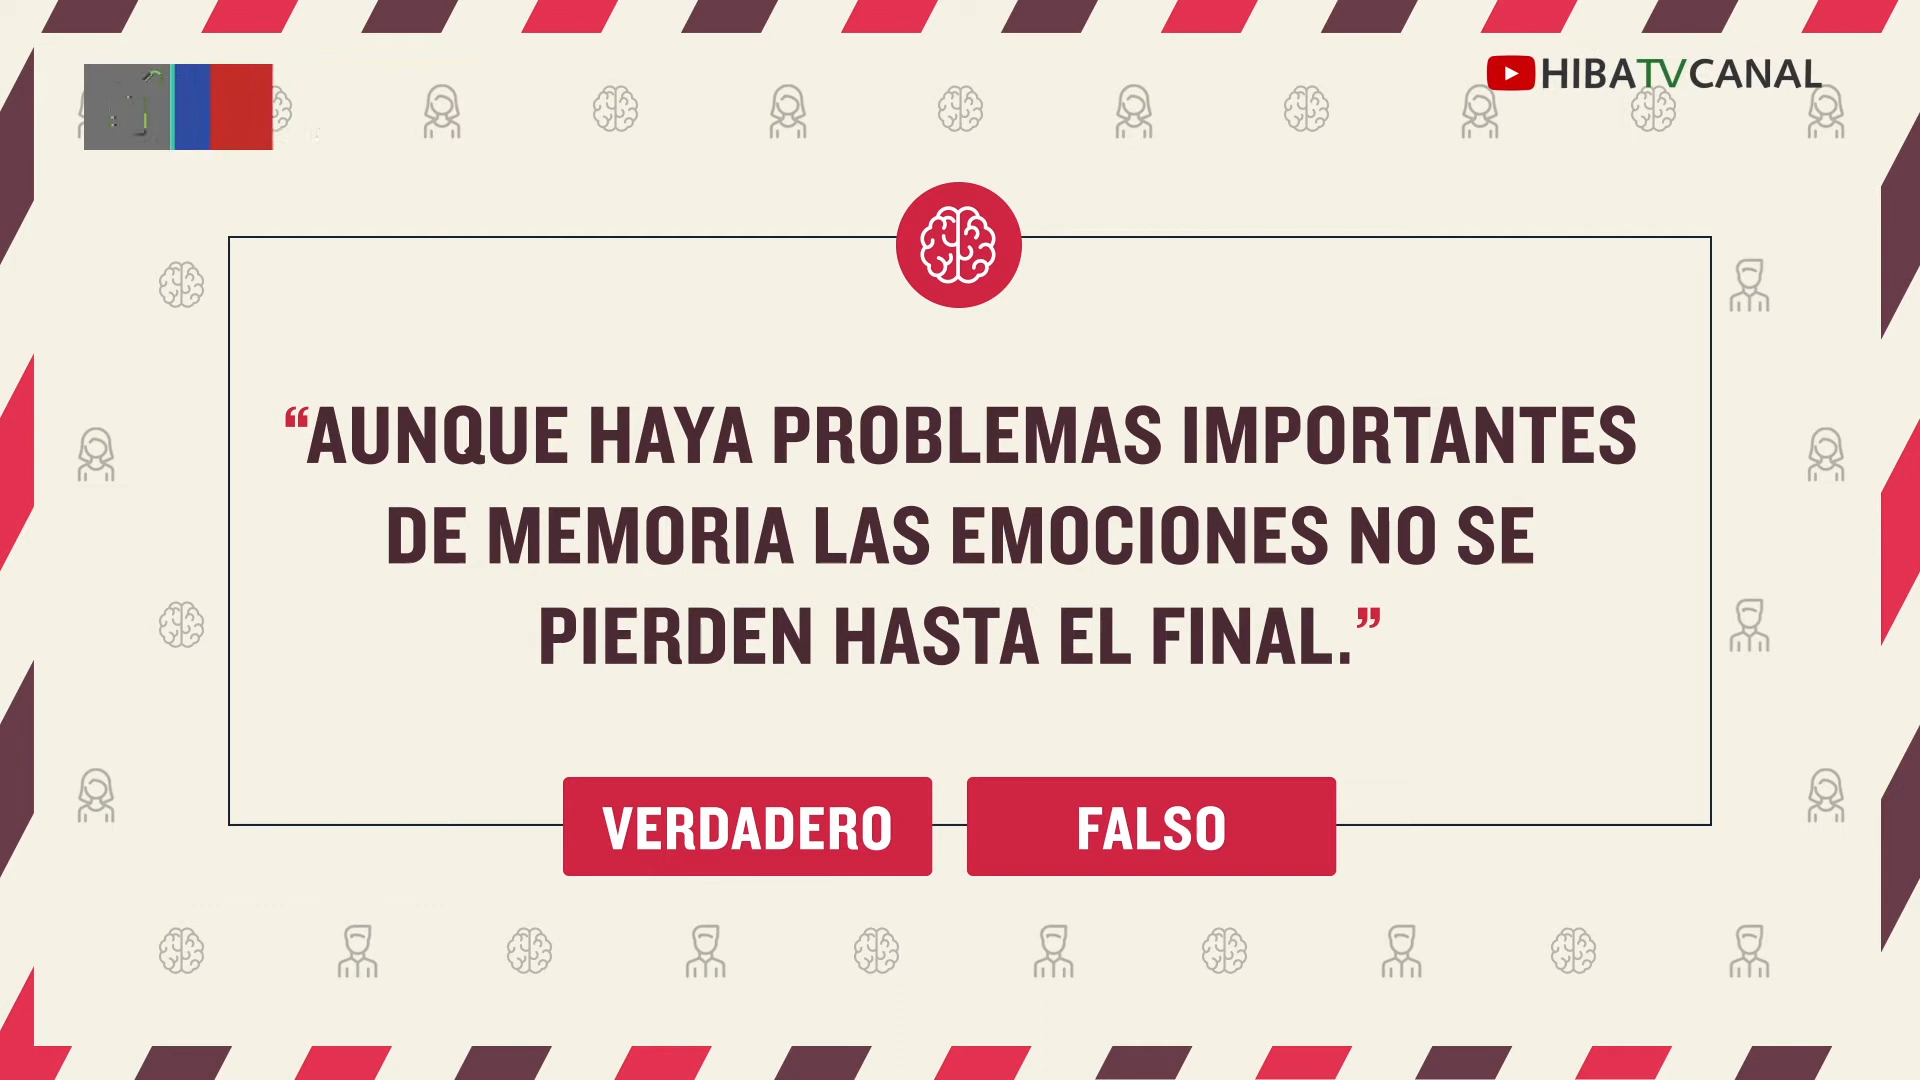 HIBATVCANAL
“AUNQUE HAYA PROBLEMAS IMPORTANTES
DE MEMORIA LAS EMOCIONES NO SE
PIERDEN HASTA EL FINAL.”
VERDADERO
FALSO